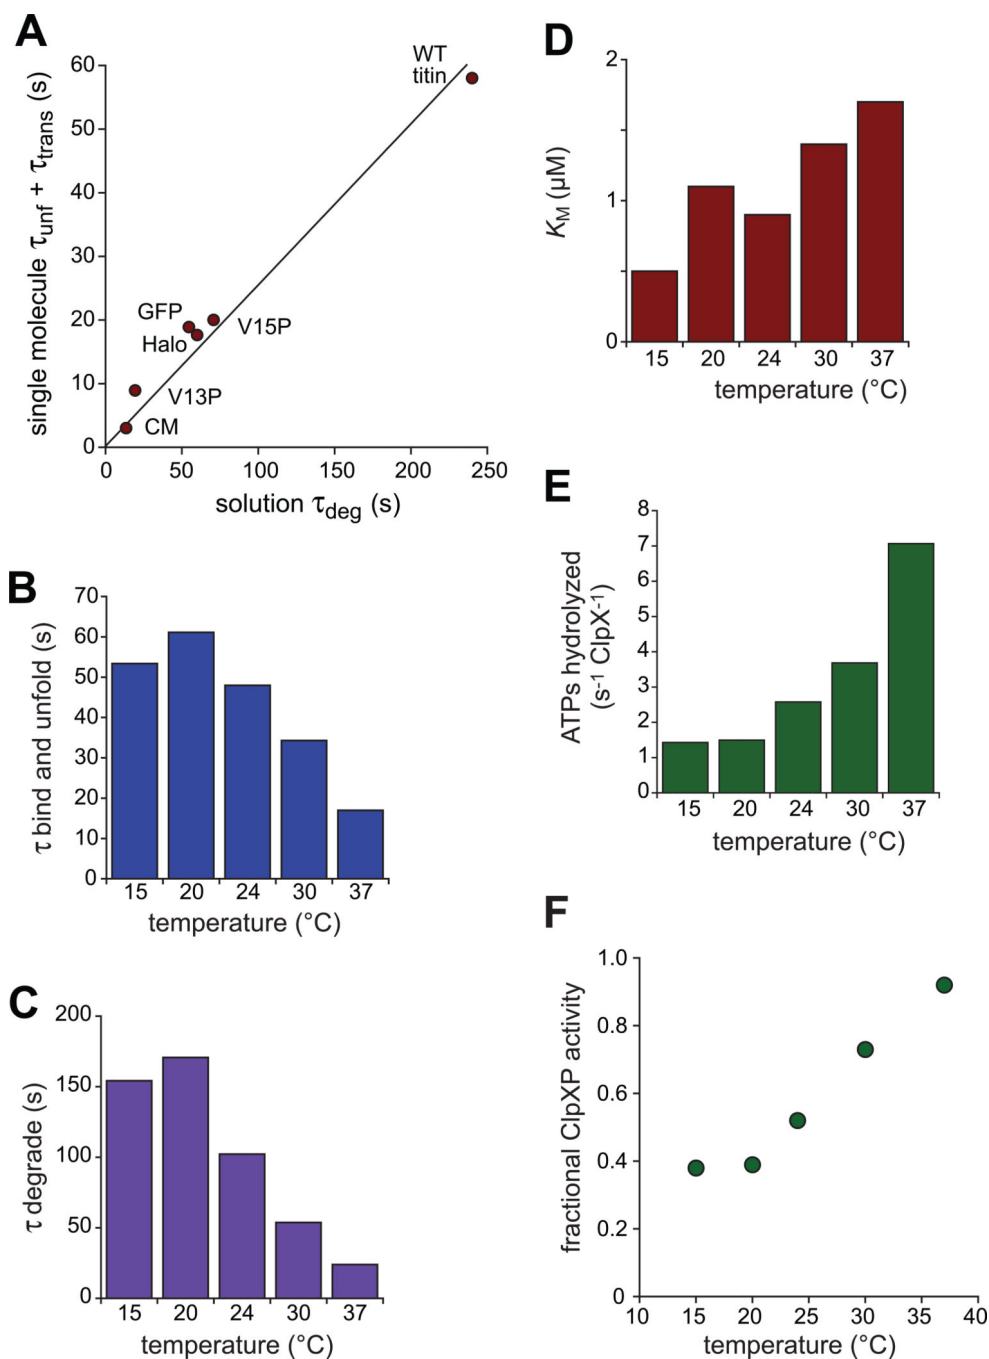 A
single molecule τunf + τtrans (s)
60
50
40
30
20
10
0
WT
titin
GFP
Halo
V15P
V13P
CM
0 50 100 150 200 250
solution τdeg (s)
B
τ bind and unfold (s)
70
60
50
40
30
20
10
0
15 20 24 30 37
temperature (°C)
C
τ degrade (s)
200
150
100
50
0
15 20 24 30 37
temperature (°C)
D
KM (μM)
2
1
0
15 20 24 30 37
temperature (°C)
E
ATPs hydrolyzed
(s-1 ClpX-1)
8
7
6
5
4
3
2
1
0
15 20 24 30 37
temperature (°C)
F
fractional ClpXP activity
1.0
0.8
0.6
0.4
0.2
0
10 15 20 25 30 35 40
temperature (°C)